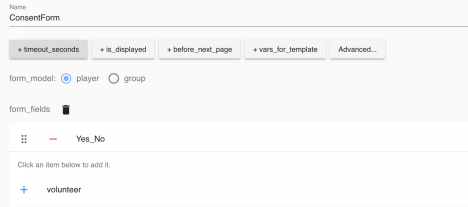 Name
ConsentForm
+ timeout_seconds + is_displayed + before_next_page + vars_for_template Advanced...
form_model: player group
form_fields
Yes_No
Click an item below to add it.
+ volunteer